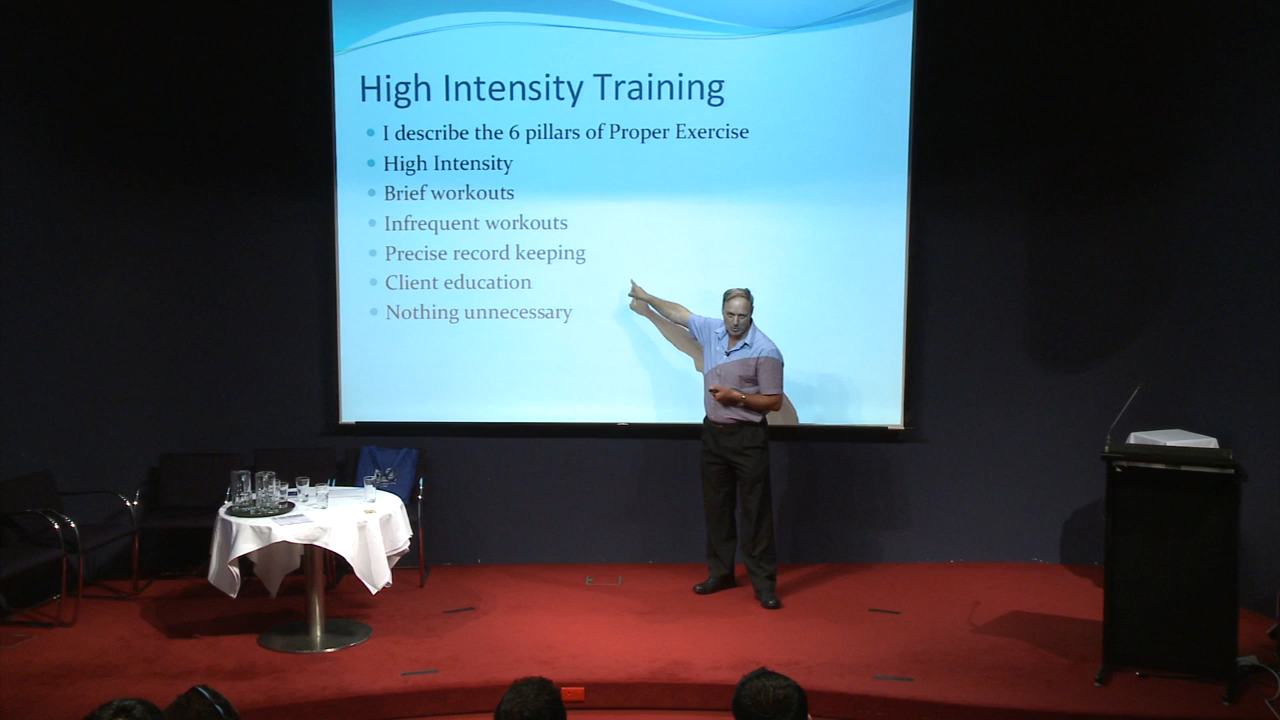 High Intensity Training
I describe the 6 pillars of Proper Exercise
High Intensity
Brief workouts
Infrequent workouts
Precise record keeping
Client education
Nothing unnecessary